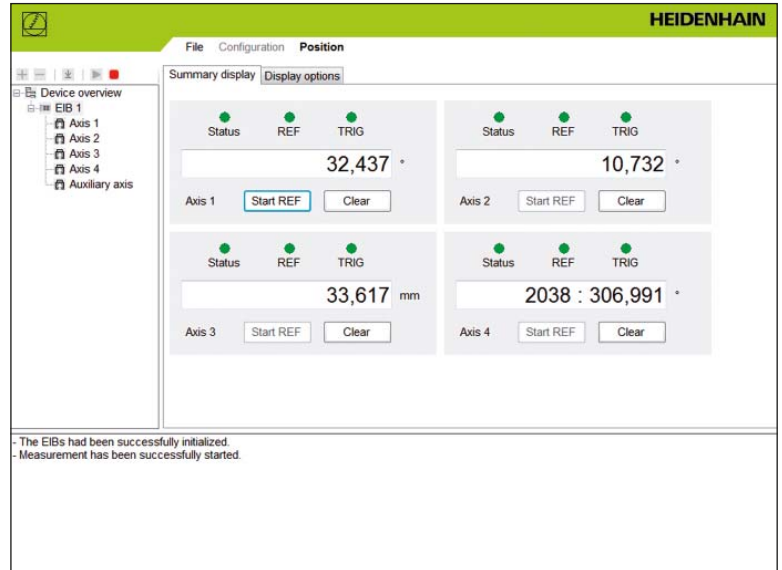 HEIDENHAIN
File Configuration Position
Summary display Display options
Device overview
EIB 1
Axis 1
Axis 2
Axis 3
Axis 4
Auxiliary axis
Status REF TRIG
32,437 °
Axis 1 Start REF Clear
Status REF TRIG
10,732 °
Axis 2 Start REF Clear
Status REF TRIG
33,617 mm
Axis 3 Start REF Clear
Status REF TRIG
2038 : 306,991 °
Axis 4 Start REF Clear
- The EIBs had been successfully initialized.
- Measurement has been successfully started.